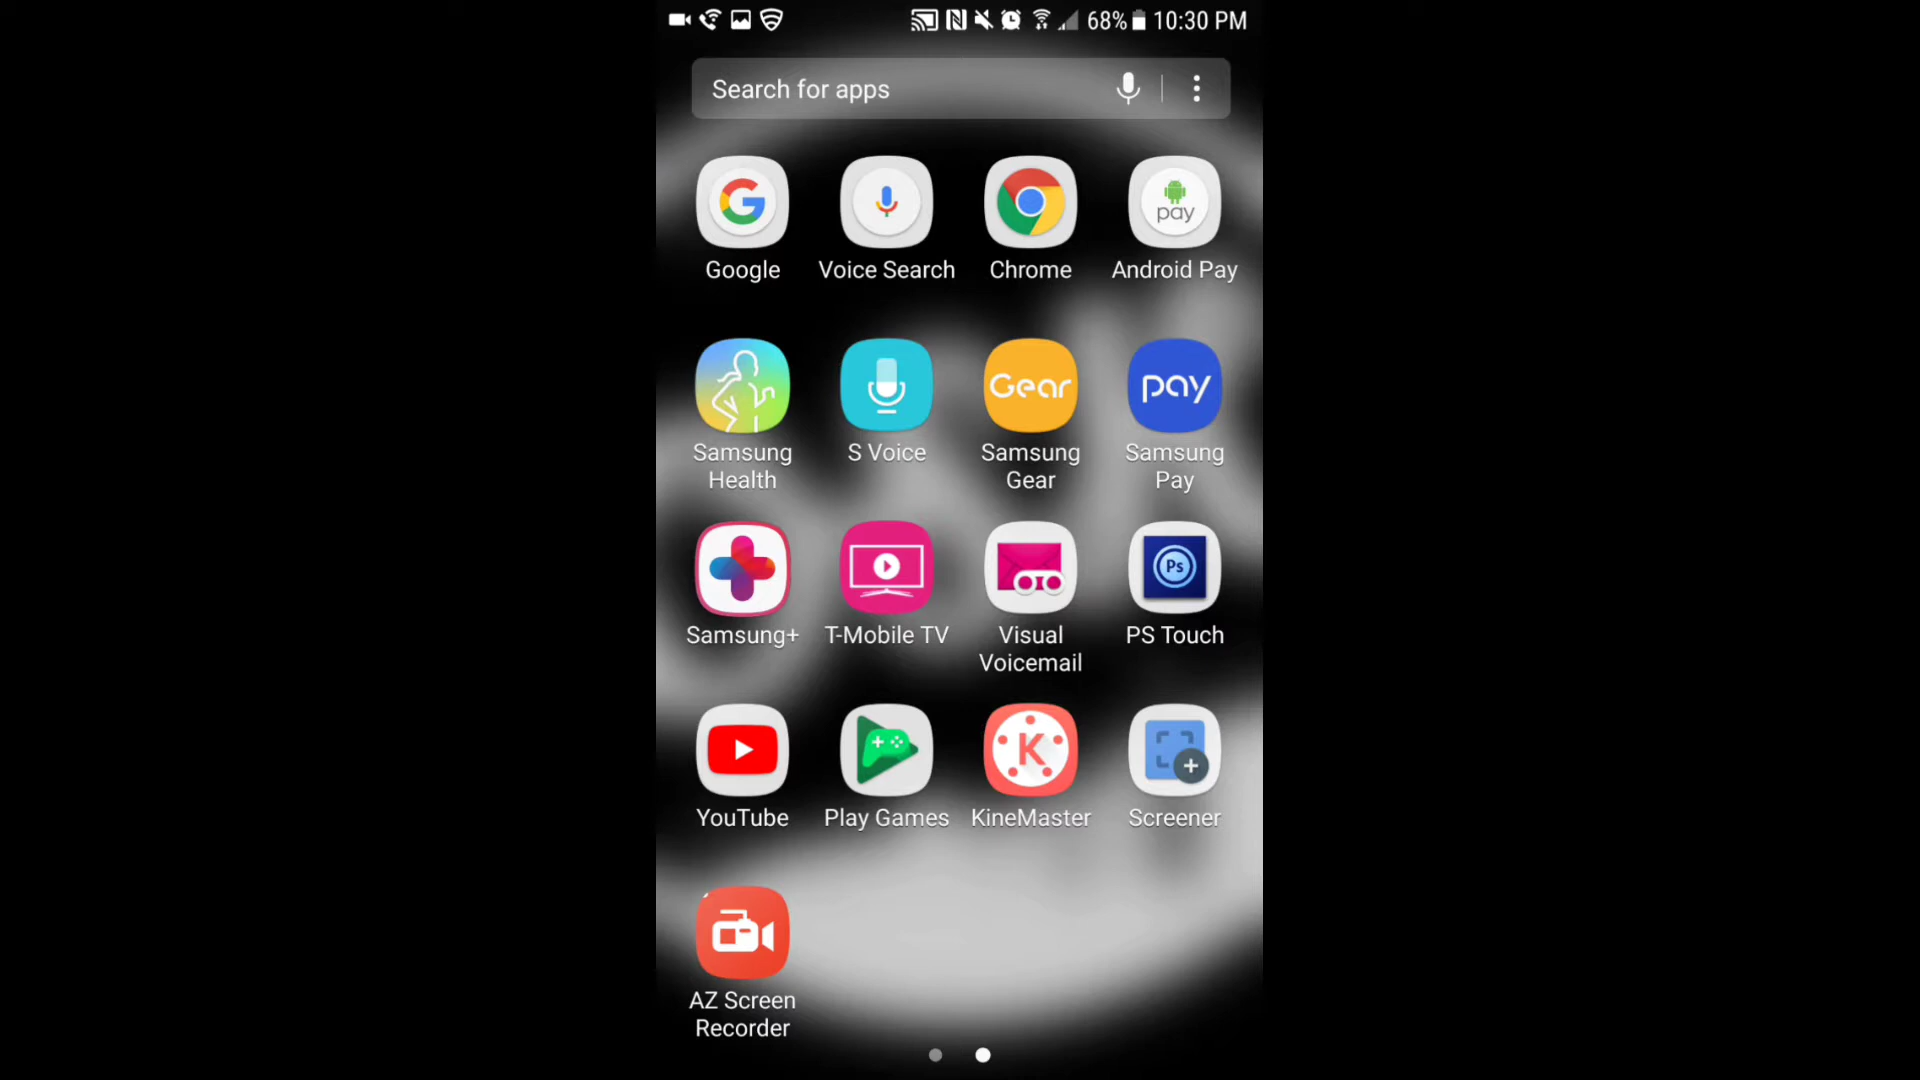 68% 10:30 PM
Search for apps
pay
Google Voice Search Chrome Android Pay
Gear pay
Samsung Health S Voice Samsung Gear Samsung Pay
Ps
Samsung+ T-Mobile TV Visual Voicemail PS Touch
K
YouTube Play Games KineMaster Screener
AZ Screen
Recorder